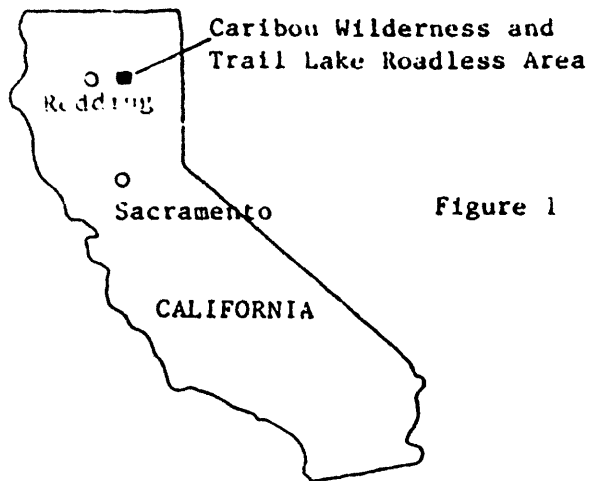 Caribou Wilderness and
Trail Lake Roadless Area
Redding
Sacramento
Figure 1
CALIFORNIA